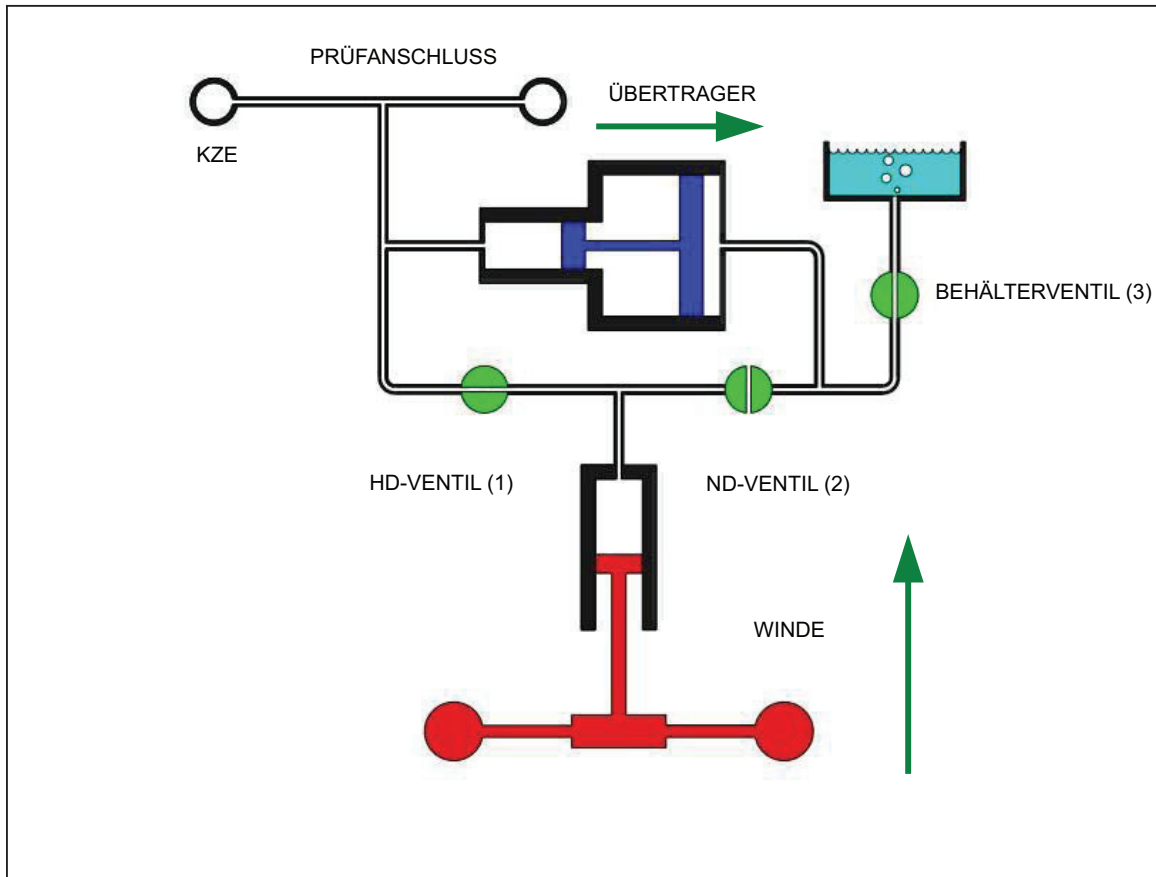 PRÜFANSCHLUSS
ÜBERTRAGER
KZE
BEHÄLTERVENTIL (3)
HD-VENTIL (1)
ND-VENTIL (2)
WINDE